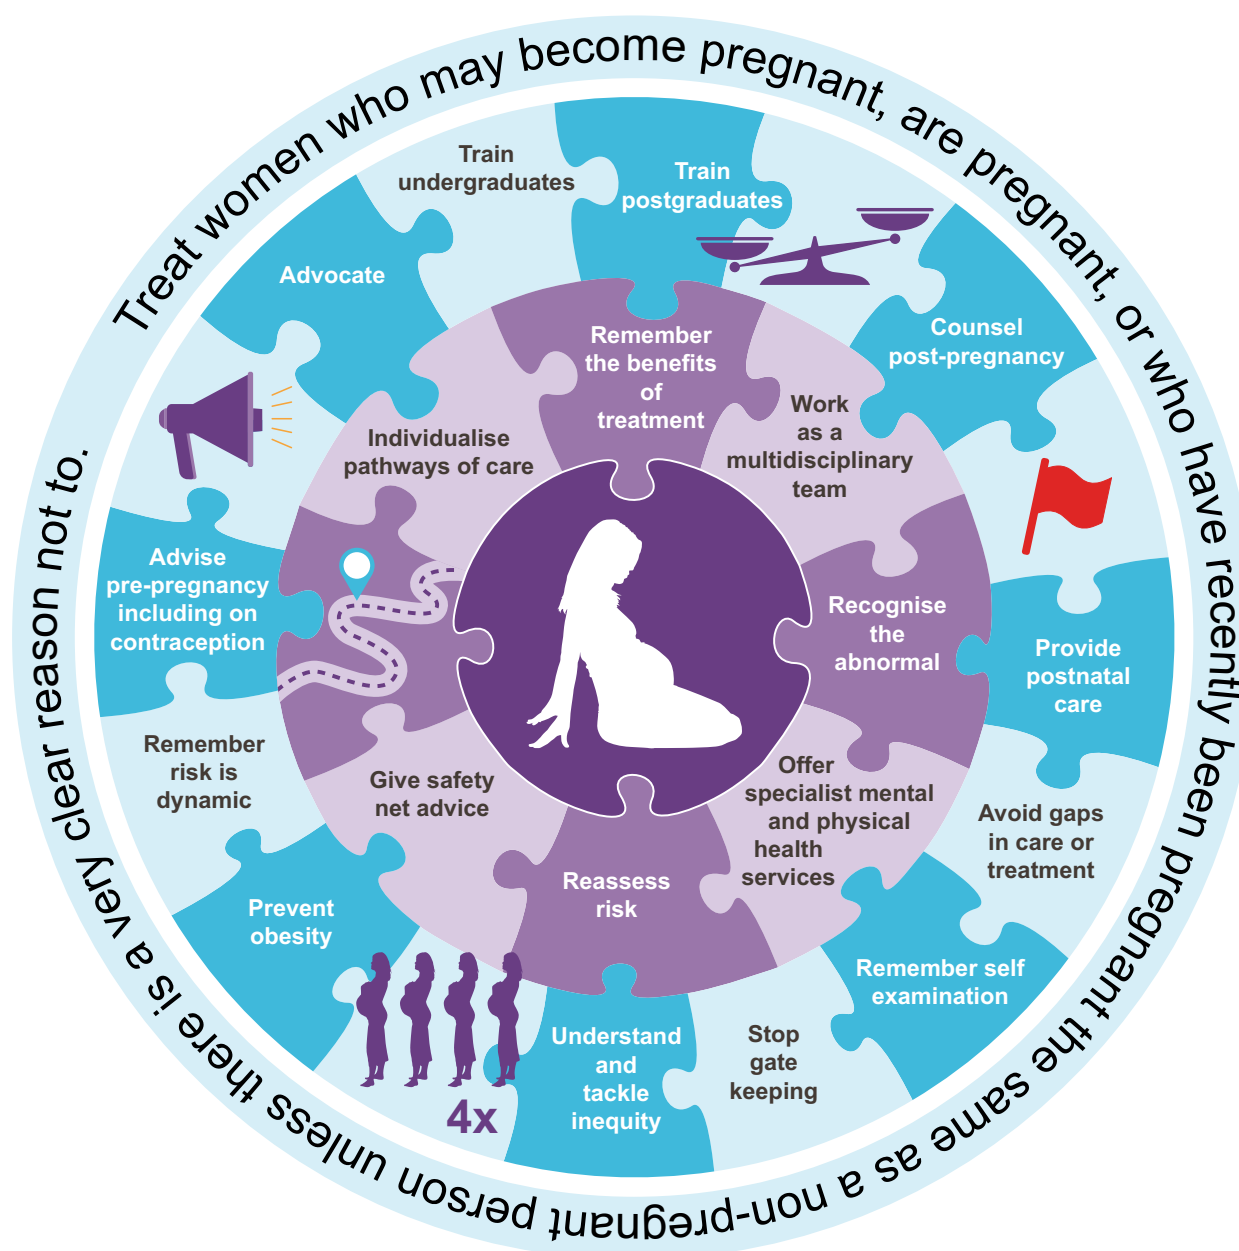 Treat women who may become pregnant, are pregnant, or who have recently been pregnant the same as a non-pregnant person unless there is a very clear reason not to.
Train
undergraduates
Train
postgraduates
Counsel
post-pregnancy
Provide
postnatal
care
Avoid gaps
in care or
treatment
Remember self
examination
Stop
gate
keeping
Understand
and
tackle
inequity
4x
Prevent
obesity
Remember
risk is
dynamic
Advise
pre-pregnancy
including on
contraception
Advocate
Remember
the benefits
of
treatment
Work
as a
multidisciplinary
team
Recognise
the
abnormal
Offer
specialist mental
and physical
health
services
Reassess
risk
Give safety
net advice
Individualise
pathways of care